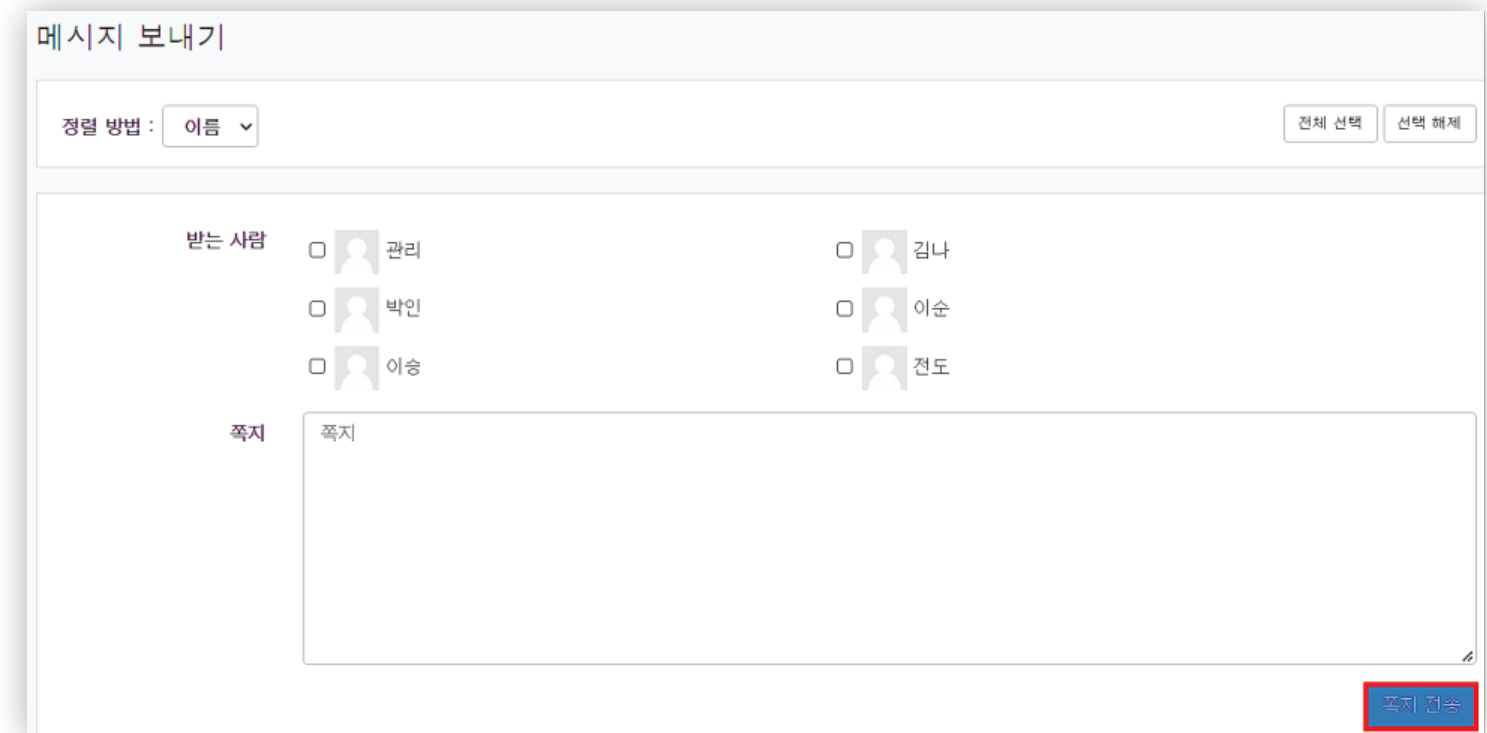 메시지 보내기
정렬 방법 : 이름
전체 선택 선택 해제
받는 사람
관리 김나
박인 이순
이승 전도
쪽지
쪽지
쪽지 전송